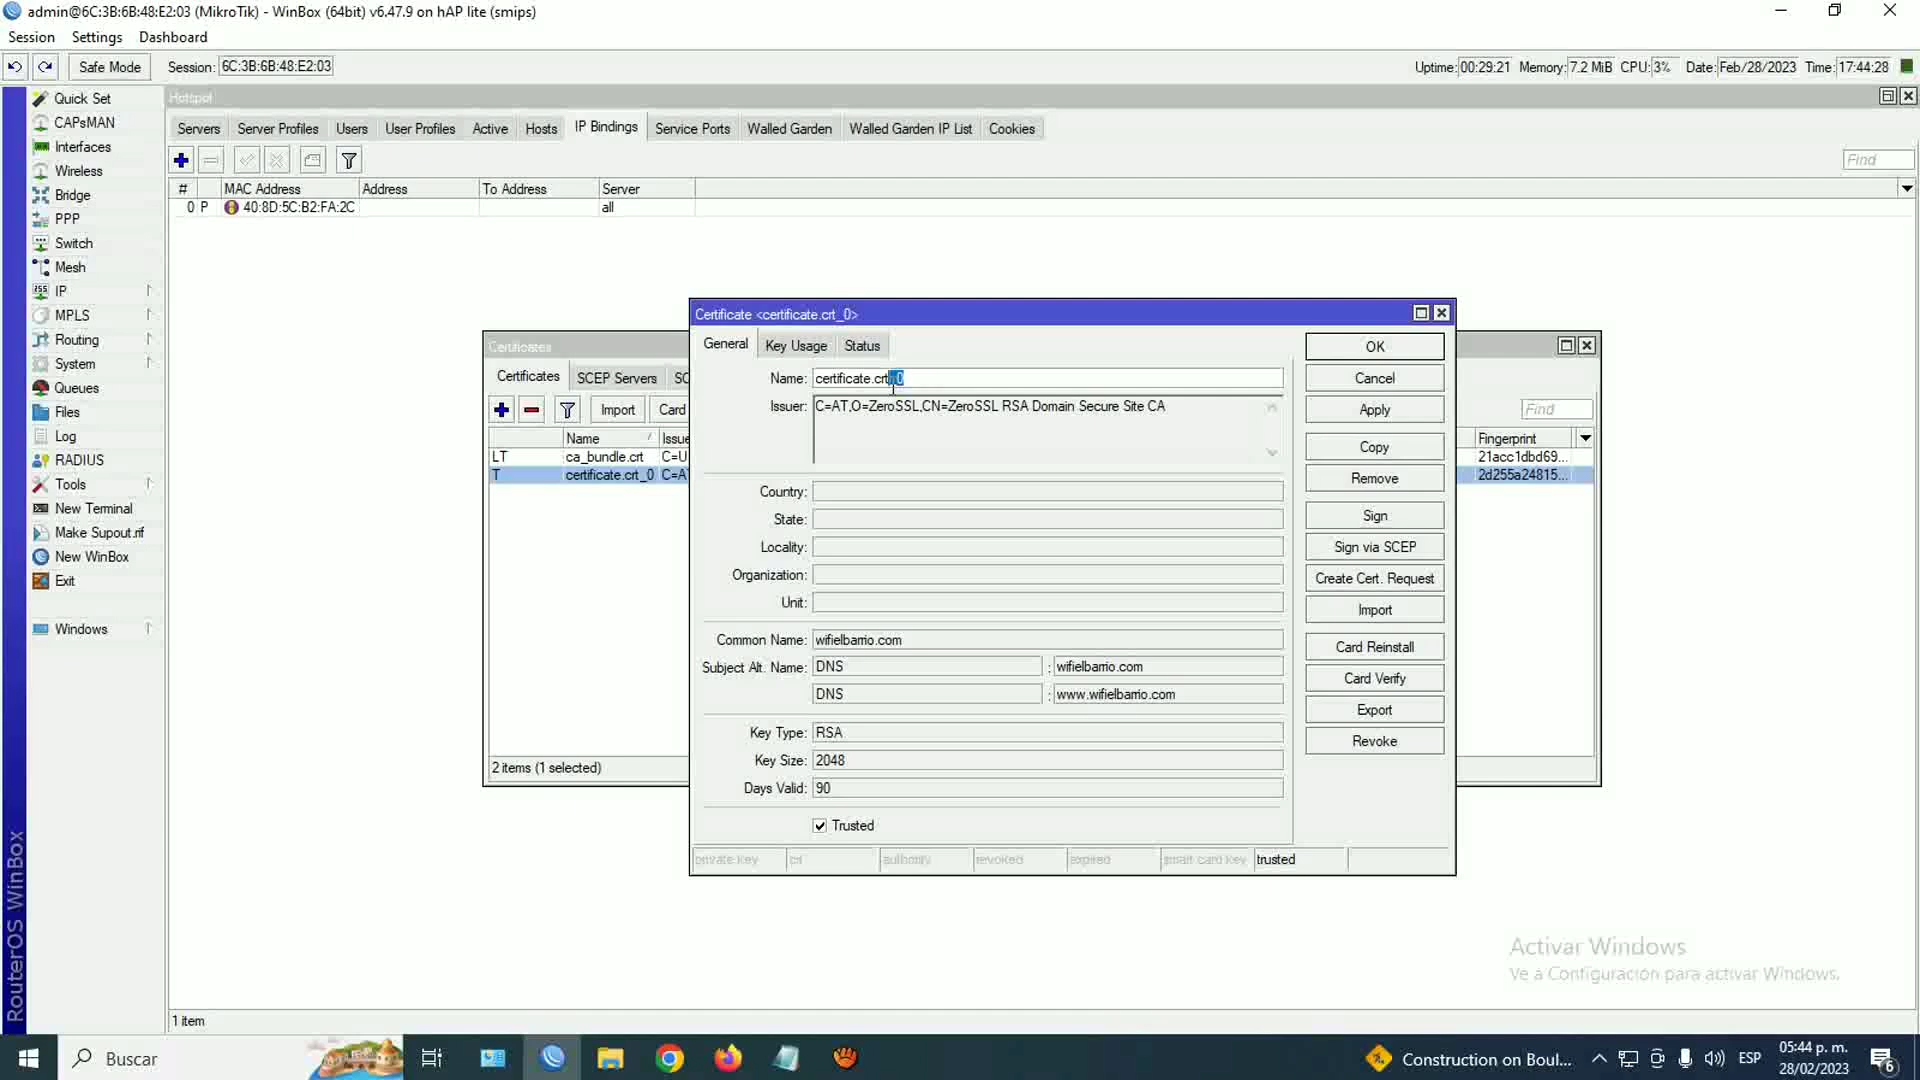 admin@6C:3B:6B:48:E2:03 (MikroTik) - WinBox (64bit) v6.47.9 on hAP lite (smips)
Session Settings Dashboard
Safe Mode Session: 6C:3B:6B:48:E2:03 Uptime: 00:29:21 Memory: 7.2 MiB CPU: 3% Date: Feb/28/2023 Time: 17:44:28
Quick Set
CAPsMAN
Interfaces
Wireless
Bridge
PPP
Switch
Mesh
IP
MPLS
Routing
System
Queues
Files
Log
RADIUS
Tools
New Terminal
Make Supout.rif
New WinBox
Exit
Windows
RouterOS WinBox
Hotspot
Servers Server Profiles Users User Profiles Active Hosts IP Bindings Service Ports Walled Garden Walled Garden IP List Cookies
Find
# MAC Address Address To Address Server
0 P 40:8D:5C:B2:FA:2C all
Certificates
Certificates SCEP Servers SC
Import Card
Find
Name Issue Fingerprint
LT ca_bundle.crt C=U 21acc1dbd69...
T certificate.crt_0 C=A 2d255a24815...
2 items (1 selected)
Certificate <certificate.crt_0>
General Key Usage Status
Name: certificate.crt_0
Issuer: C=AT,O=ZeroSSL,CN=ZeroSSL RSA Domain Secure Site CA
Country:
State:
Locality:
Organization:
Unit:
Common Name: wifielbarrio.com
Subject Alt. Name: DNS : wifielbarrio.com
DNS : www.wifielbarrio.com
Key Type: RSA
Key Size: 2048
Days Valid: 90
Trusted
private key crl authority revoked expired smart card key trusted
OK
Cancel
Apply
Copy
Remove
Sign
Sign via SCEP
Create Cert. Request
Import
Card Reinstall
Card Verify
Export
Revoke
Activar Windows
Ve a Configuración para activar Windows.
1 item
Buscar
Construction on Boul...
ESP
05:44 p. m.
28/02/2023
6